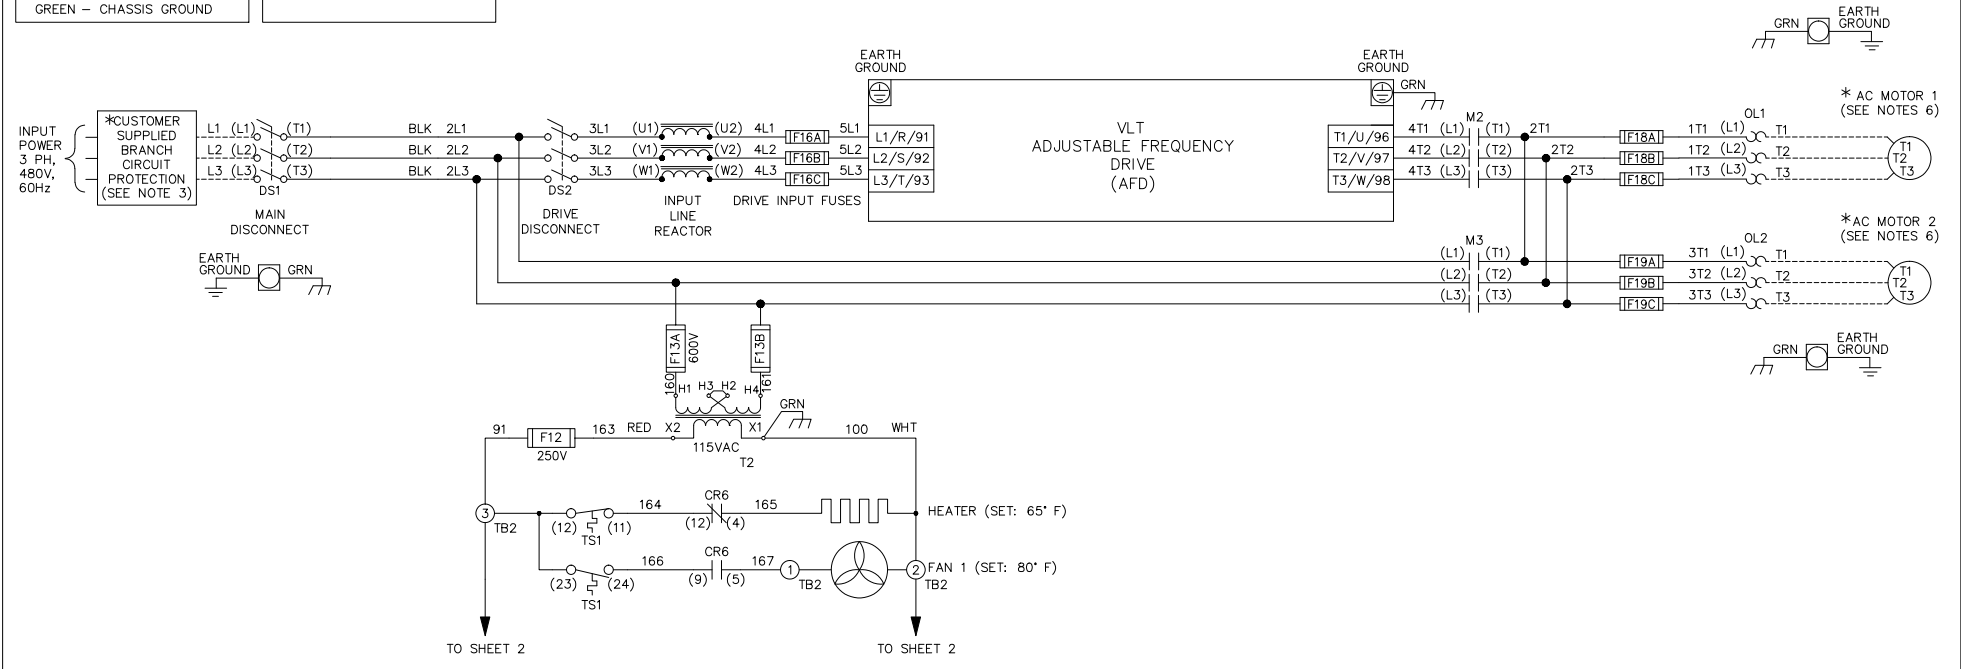 GREEN – CHASSIS GROUND
EARTH
GROUND
GRN
EARTH
GROUND
EARTH
GROUND
GRN
INPUT
POWER
3 PH,
480V,
60Hz
*CUSTOMER
SUPPLIED
BRANCH
CIRCUIT
PROTECTION
(SEE NOTE 3)
L1 (L1) (T1) BLK 2L1 3L1 (U1) (U2) 4L1 F16A 5L1 L1/R/91
L2 (L2) (T2) BLK 2L2 3L2 (V1) (V2) 4L2 F16B 5L2 L2/S/92
L3 (L3) (T3) BLK 2L3 3L3 (W1) (W2) 4L3 F16C 5L3 L3/T/93
DS1
MAIN
DISCONNECT
DS2
DRIVE
DISCONNECT
INPUT
LINE
REACTOR
DRIVE INPUT FUSES
VLT
ADJUSTABLE FREQUENCY
DRIVE
(AFD)
M2
T1/U/96 4T1 (L1) (T1) 2T1 F18A 1T1 (L1) T1
T2/V/97 4T2 (L2) (T2) 2T2 F18B 1T2 (L2) T2
T3/W/98 4T3 (L3) (T3) 2T3 F18C 1T3 (L3) T3
OL1
* AC MOTOR 1
(SEE NOTES 6)
T1
T2
T3
EARTH
GROUND
GRN
M3
(L1) (T1) F19A 3T1 (L1) T1
(L2) (T2) F19B 3T2 (L2) T2
(L3) (T3) F19C 3T3 (L3) T3
OL2
*AC MOTOR 2
(SEE NOTES 6)
T1
T2
T3
GRN
EARTH
GROUND
F13A
600V
F13B
160
H1 H3 H2 H4
161
GRN
91 F12 163 RED X2 X1 100 WHT
250V
115VAC
T2
3
TB2
(12) (11) 164 CR6 (12) (4) 165
TS1
HEATER (SET: 65° F)
(23) (24) 166 CR6 (9) (5) 167 1 TB2
TS1
2
TB2
FAN 1 (SET: 80° F)
TO SHEET 2
TO SHEET 2